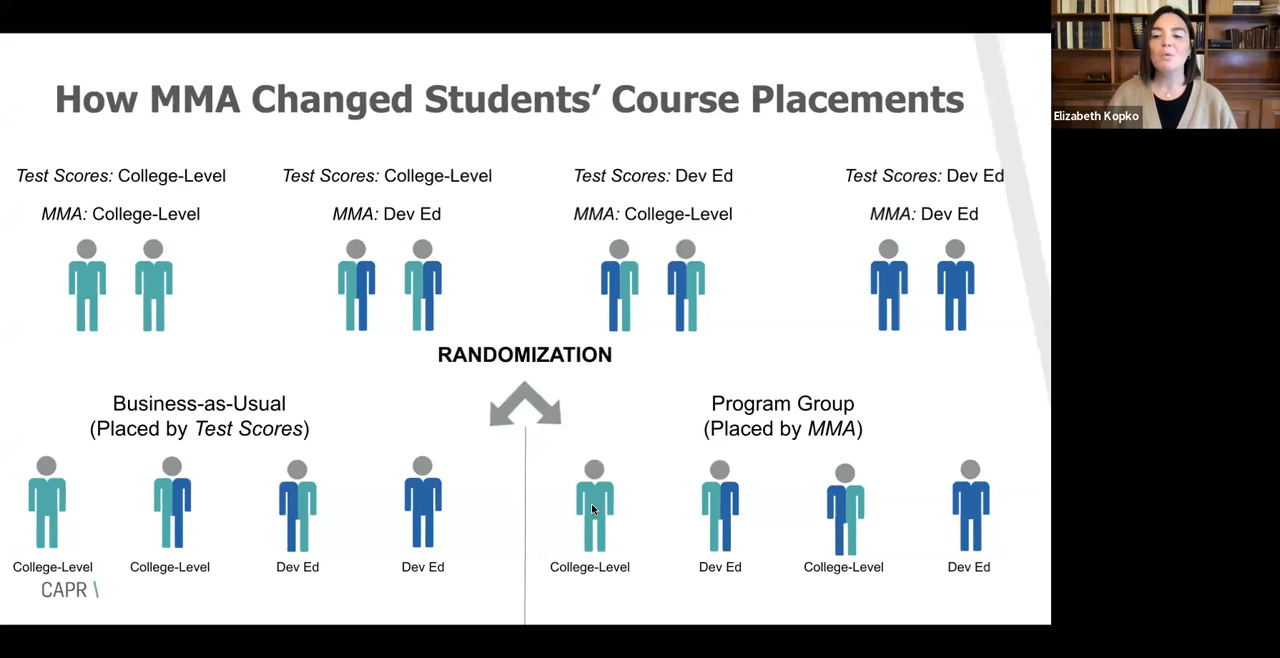 How MMA Changed Students’ Course Placements
Elizabeth Kopko
Test Scores: College-Level
MMA: College-Level
Test Scores: College-Level
MMA: Dev Ed
Test Scores: Dev Ed
MMA: College-Level
Test Scores: Dev Ed
MMA: Dev Ed
RANDOMIZATION
Business-as-Usual
(Placed by Test Scores)
College-Level
College-Level
Dev Ed
Dev Ed
Program Group
(Placed by MMA)
College-Level
Dev Ed
College-Level
Dev Ed
CAPR \